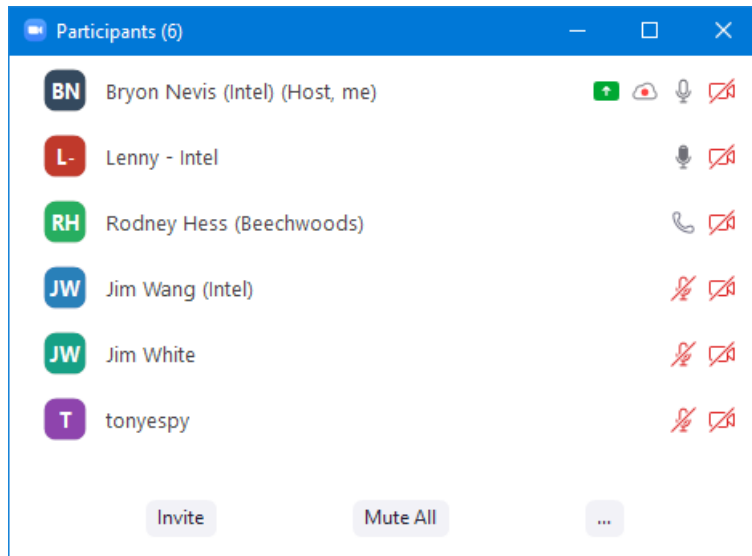 Participants (6)
BN Bryon Nevis (Intel) (Host, me)
L- Lenny - Intel
RH Rodney Hess (Beechwoods)
JW Jim Wang (Intel)
JW Jim White
T tonyespy
Invite Mute All ...